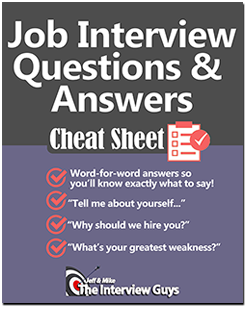 Job Interview
Questions &
Answers
Cheat Sheet
Word-for-word answers so
you'll know exactly what to say!
"Tell me about yourself..."
"Why should we hire you?"
"What's your greatest weakness?"
Jeff & Mike
The Interview Guys